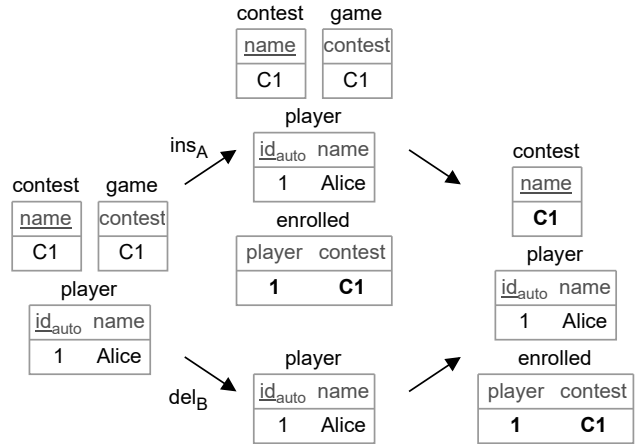 contest game
name contest
C1 C1
player
id_auto name
1 Alice
ins_A
del_B
contest game
name contest
C1 C1
player
id_auto name
1 Alice
enrolled
player contest
1 C1
player
id_auto name
1 Alice
contest
name
C1
player
id_auto name
1 Alice
enrolled
player contest
1 C1